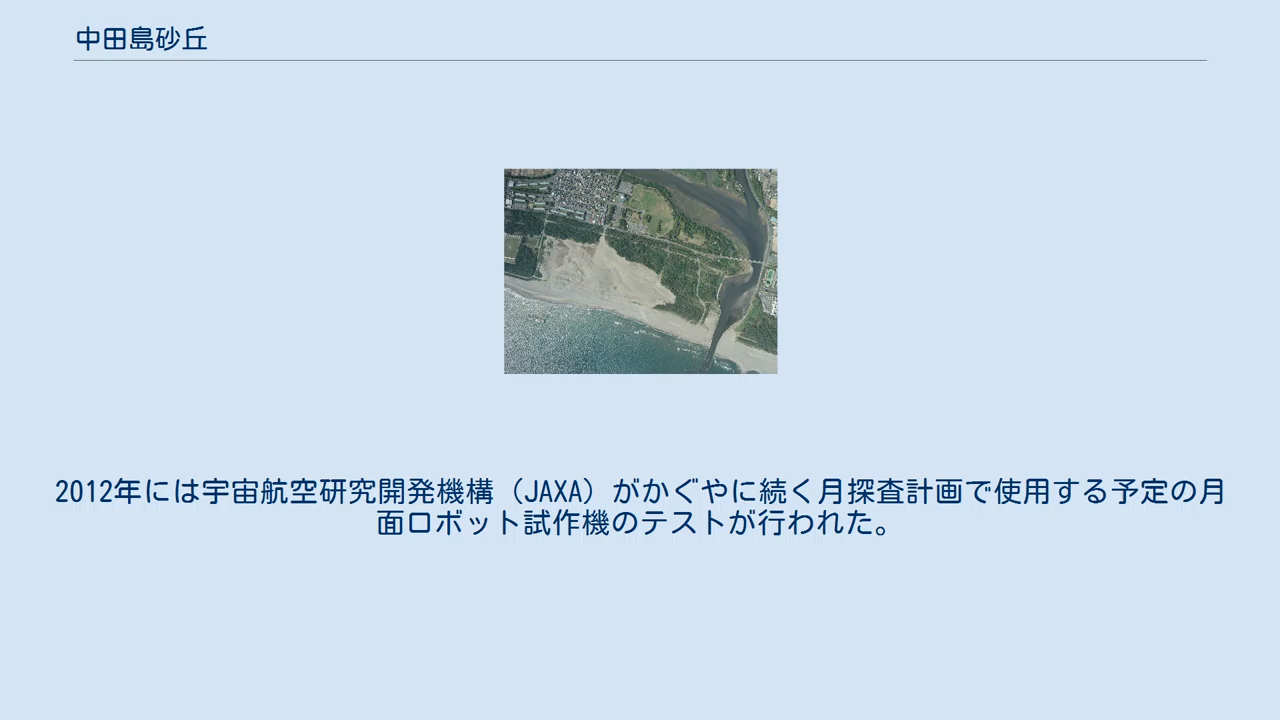 中田島砂丘
2012年には宇宙航空研究開発機構（JAXA）がかぐやに続く月探査計画で使用する予定の月
面ロボット試作機のテストが行われた。